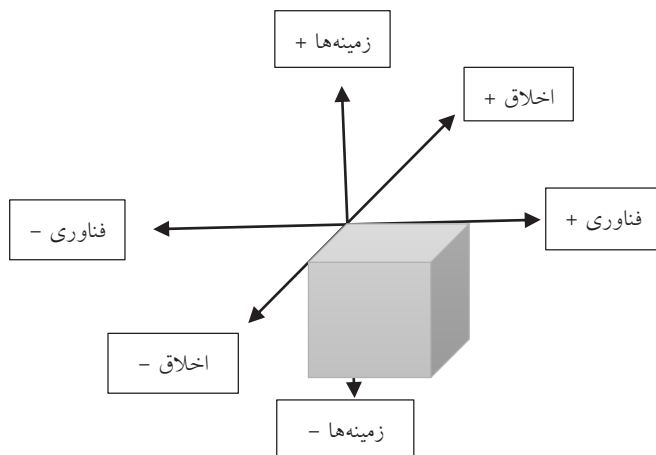 زمینه‌ها +
اخلاق +
فناوری +
فناوری –
اخلاق –
زمینه‌ها –